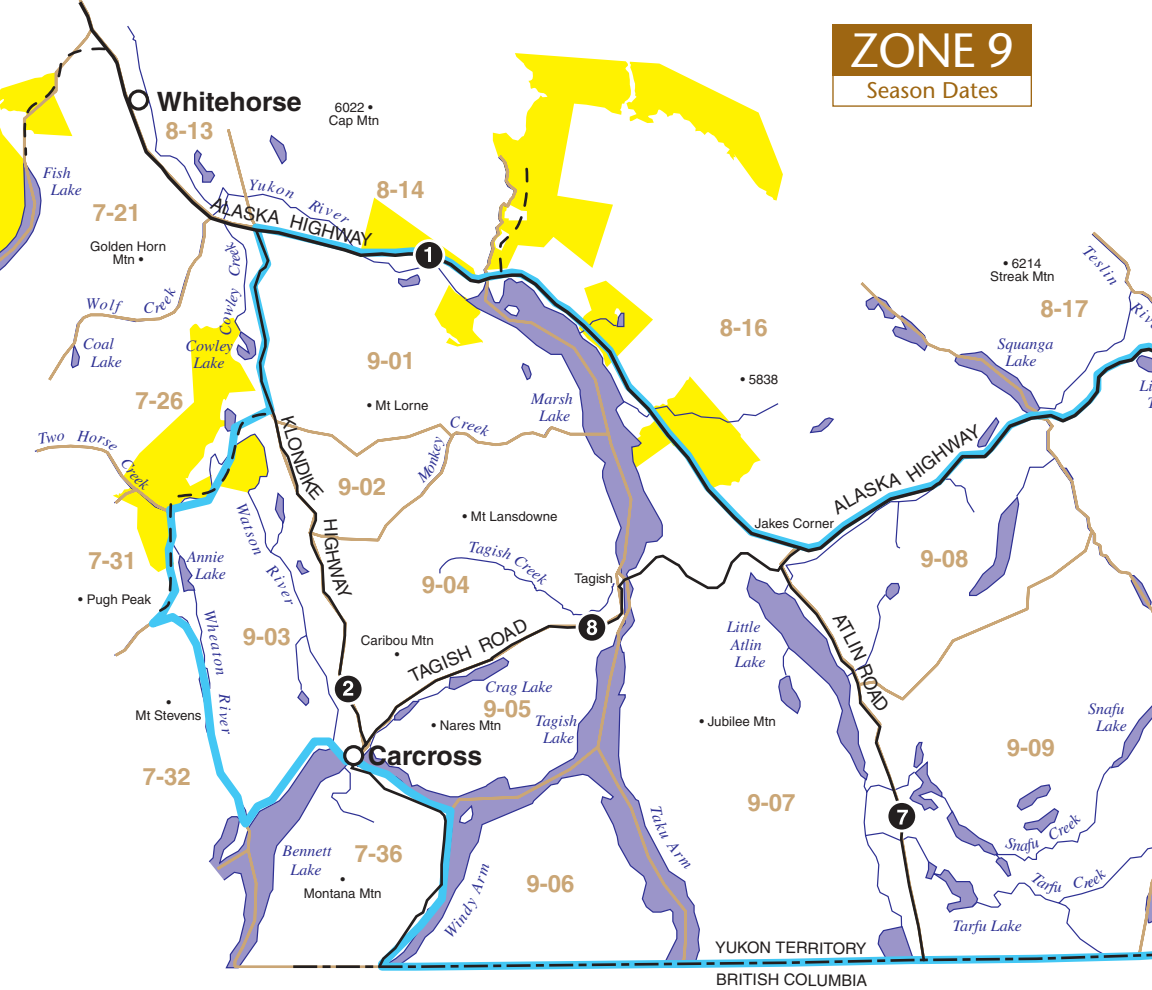 ZONE 9
Season Dates
Whitehorse
6022
Cap Mtn
8-13
Fish
Lake
7-21
Yukon River
8-14
ALASKA HIGHWAY
1
Golden Horn
Mtn
Cowley Creek
Wolf Creek
Coal
Lake
Cowley
Lake
6214
Streak Mtn
Teslin
Riv
8-17
8-16
Squanga
Lake
Li
T
9-01
5838
7-26
Mt Lorne
Marsh
Lake
Two Horse
Creek
KLONDIKE
HIGHWAY
Monkey
Creek
9-02
ALASKA HIGHWAY
Mt Lansdowne
Jakes Corner
Watson River
7-31
Annie
Lake
Tagish Creek
Tagish
9-04
9-08
Pugh Peak
Wheaton River
9-03
Caribou Mtn
TAGISH ROAD
8
Little
Atlin
Lake
ATLIN ROAD
2
Crag Lake
9-05
Mt Stevens
Nares Mtn
Tagish
Lake
Jubilee Mtn
Snafu
Lake
Carcross
9-09
7-32
9-07
7
Taku Arm
Snafu Creek
Bennett
Lake
7-36
Montana Mtn
Windy Arm
9-06
Tarfu Creek
Tarfu Lake
YUKON TERRITORY
BRITISH COLUMBIA